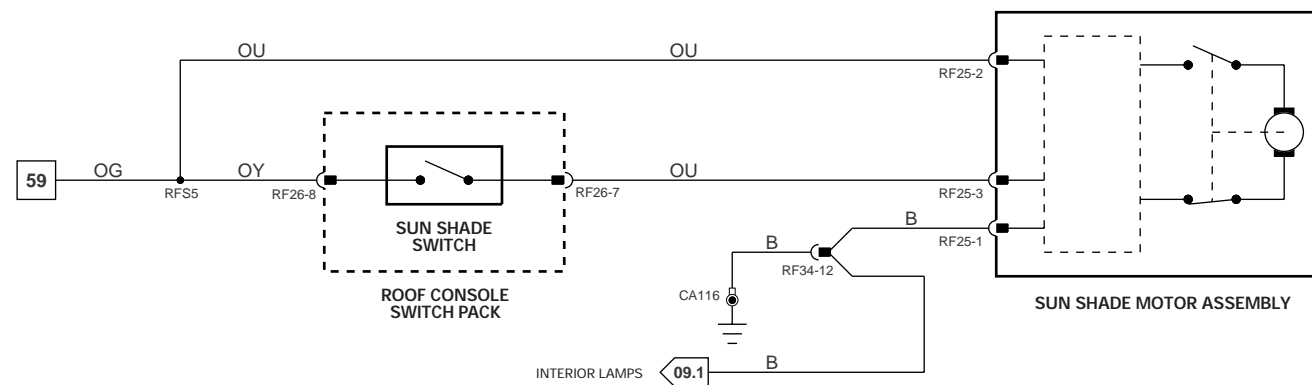 OU
OU
RF25-2
59
OG
RFS5
OY
RF26-8
RF26-7
OU
RF25-3
SUN SHADE
SWITCH
ROOF CONSOLE
SWITCH PACK
B
RF25-1
B
RF34-12
CA116
SUN SHADE MOTOR ASSEMBLY
INTERIOR LAMPS
09.1
B